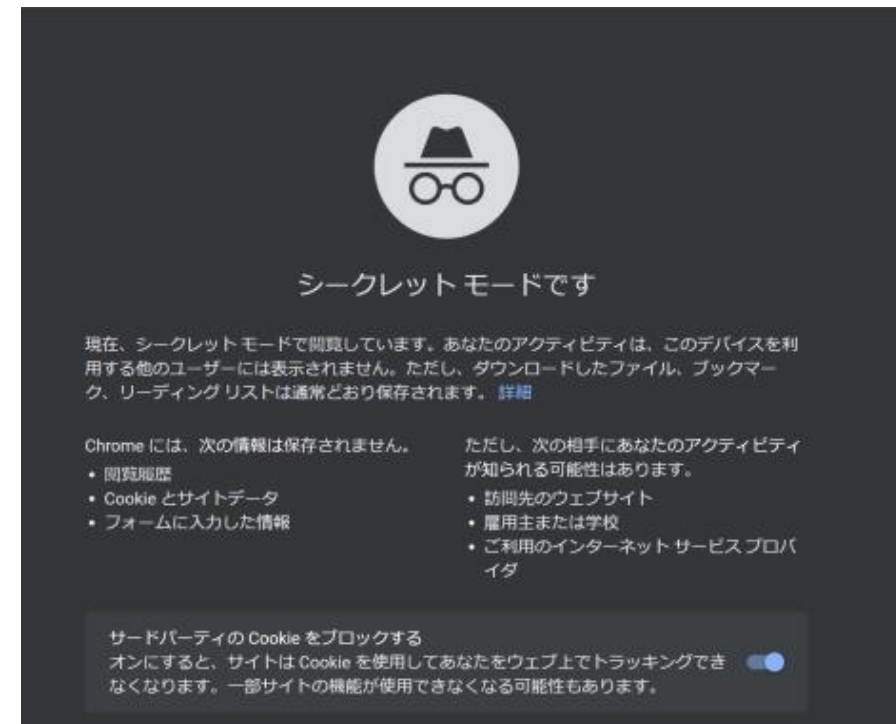 シークレット モードです
現在、シークレット モードで閲覧しています。あなたのアクティビティは、このデバイスを利
用する他のユーザーには表示されません。ただし、ダウンロードしたファイル、ブックマー
ク、リーディング リストは通常どおり保存されます。 詳細
Chrome には、次の情報は保存されません。
• 閲覧履歴
• Cookie とサイトデータ
• フォームに入力した情報
ただし、次の相手にあなたのアクティビティ
が知られる可能性はあります。
• 訪問先のウェブサイト
• 雇用主または学校
• ご利用のインターネット サービス プロバ
イダ
サードパーティの Cookie をブロックする
オンにすると、サイトは Cookie を使用してあなたをウェブ上でトラッキングでき
なくなります。一部サイトの機能が使用できなくなる可能性もあります。